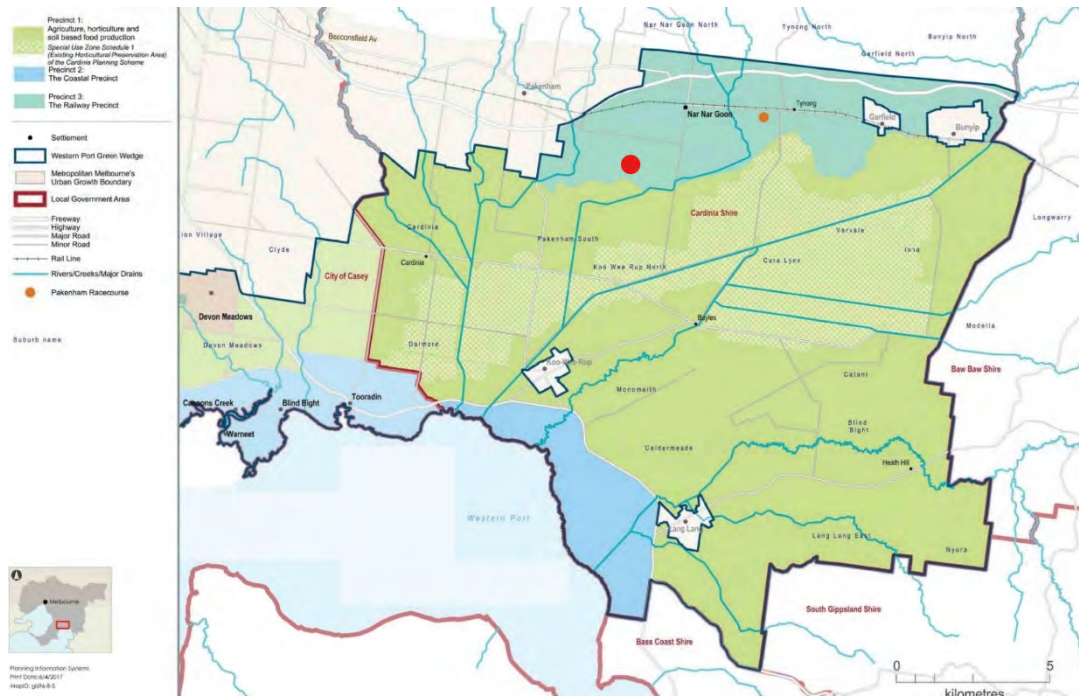 Precinct 1:
Agriculture, horticulture and
soil based food production
Special Use Zone Schedule 1
(Existing Horticultural Preservation Area)
of the Cardinia Planning Scheme
Precinct 2:
The Coastal Precinct
Precinct 3:
The Railway Precinct
Settlement
Western Port Green Wedge
Metropolitan Melbourne's
Urban Growth Boundary
Local Government Area
Freeway
Highway
Major Road
Minor Road
Rail Line
Rivers/Creeks/Major Drains
Pakenham Racecourse
Suburb name
Melbourne
Planning Information Systems
Print Date:6/4/2017
Beaconsfield Av
Nar Nar Goon North
Tynong North
Bunyip North
Garfield North
Pakenham
Nar Nar Goon
Tynong
Garfield
Bunyip
Cardinia Shire
Longwarry
Vervale
Iona
Cardinia
Pakenham South
Koo Wee Rup North
Cora Lynn
ion Village
Clyde
Cardinia
City of Casey
Devon Meadows
Devon Meadows
Dalmore
Bayles
Modella
Koo-Wee-Rup
Monomeith
Catani
Baw Baw Shire
Cannons Creek
Blind Bight
Tooradin
Warneet
Blind
Bight
Caldermeade
Heath Hill
Western Port
Lang Lang
Lang Lang East
Nyora
South Gippsland Shire
Bass Coast Shire
0 5
kilometres